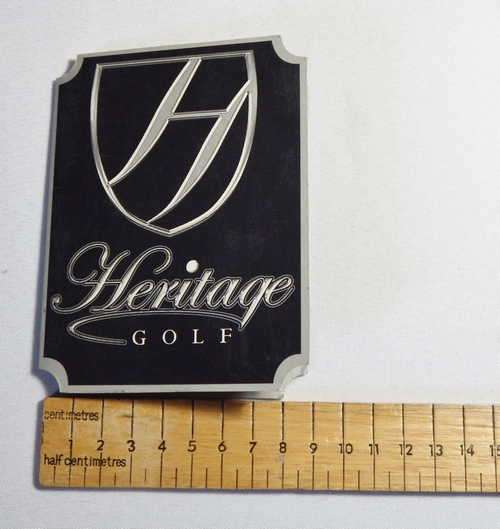 H
Heritage
GOLF
centimetres
1 2 3 4 5 6 7 8 9 10 11 12 13 14 15
half centimetres